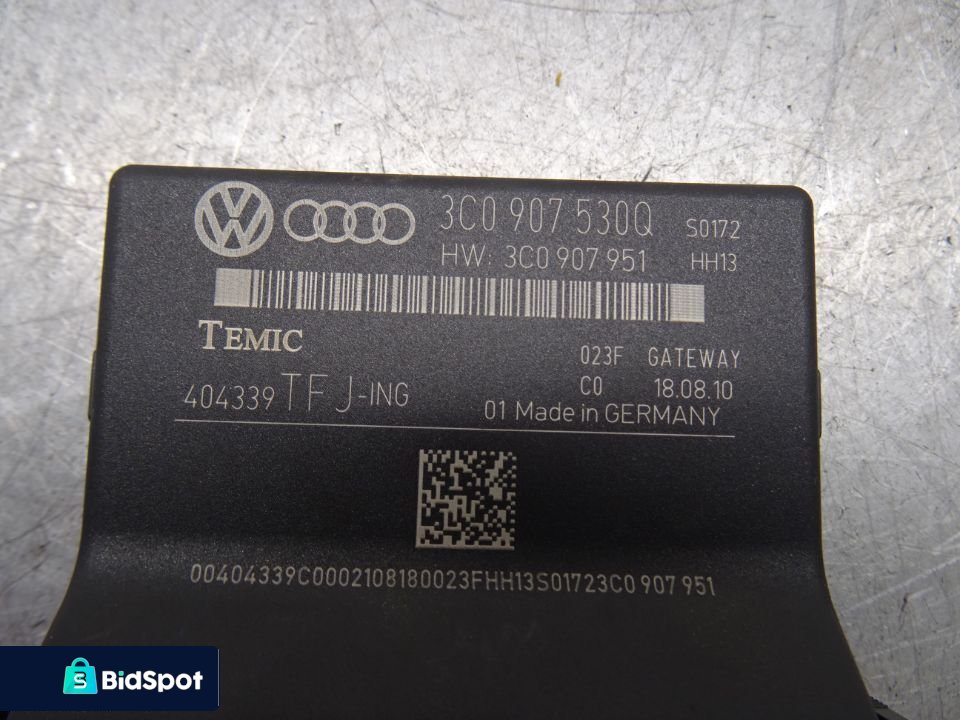 3C0 907 530Q S0172
HW: 3C0 907 951 HH13
TEMIC
023F GATEWAY
404339 TFJ-ING C0 18.08.10
01 Made in GERMANY
00404339C0002108180023FHH13S01723C0 907 951
BidSpot